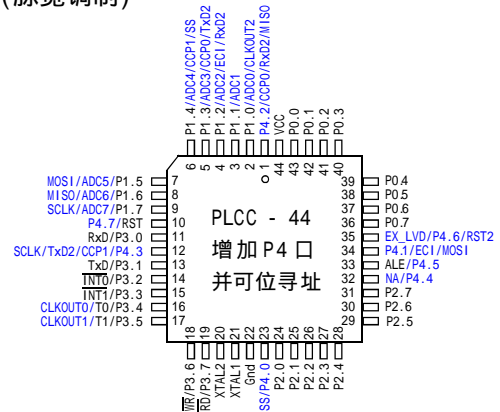 (脉宽调制)
P1.4/ADC4/CCP1/SS
P1.3/ADC3/CCP0/TxD2
P1.2/ADC2/ECI/RxD2
P1.1/ADC1
P1.0/ADC0/CLKOUT2
P4.2/CCP0/RxD2/MISO
VCC
P0.0
P0.1
P0.2
P0.3
6 5 4 3 2 1 44 43 42 41 40
MOSI/ADC5/P1.5 7
MISO/ADC6/P1.6 8
SCLK/ADC7/P1.7 9
P4.7/RST 10
RxD/P3.0 11
SCLK/TxD2/CCP1/P4.3 12
TxD/P3.1 13
INT0/P3.2 14
INT1/P3.3 15
CLKOUT0/T0/P3.4 16
CLKOUT1/T1/P3.5 17
PLCC - 44
增加P4口
并可位寻址
39 P0.4
38 P0.5
37 P0.6
36 P0.7
35 EX_LVD/P4.6/RST2
34 P4.1/ECI/MOSI
33 ALE/P4.5
32 NA/P4.4
31 P2.7
30 P2.6
29 P2.5
18 19 20 21 22 23 24 25 26 27 28
WR/P3.6
RD/P3.7
XTAL2
XTAL1
Gnd
SS/P4.0
P2.0
P2.1
P2.2
P2.3
P2.4